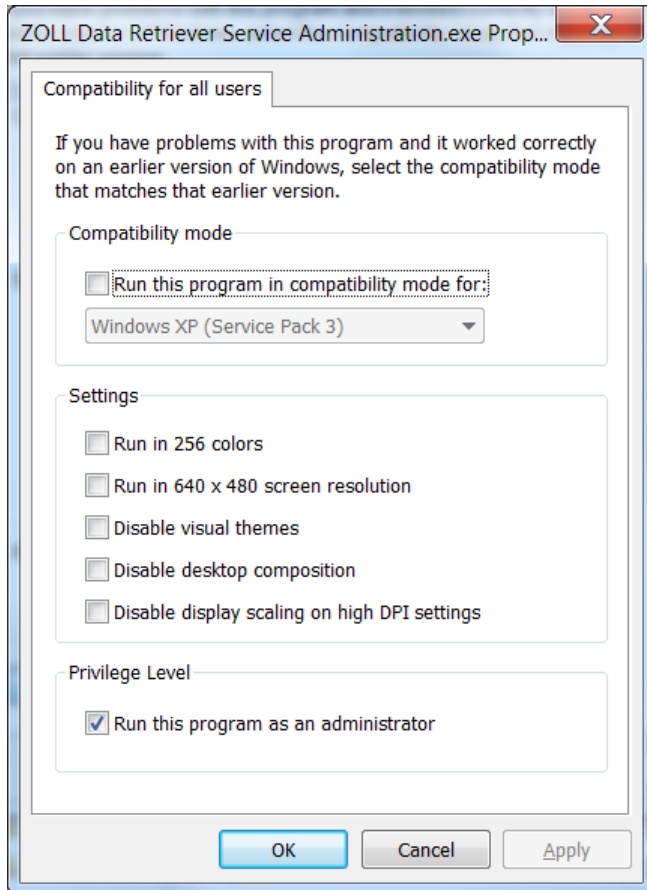 ZOLL Data Retriever Service Administration.exe Prop...
Compatibility for all users
If you have problems with this program and it worked correctly
on an earlier version of Windows, select the compatibility mode
that matches that earlier version.
Compatibility mode
Run this program in compatibility mode for:
Windows XP (Service Pack 3)
Settings
Run in 256 colors
Run in 640 x 480 screen resolution
Disable visual themes
Disable desktop composition
Disable display scaling on high DPI settings
Privilege Level
Run this program as an administrator
OK Cancel Apply